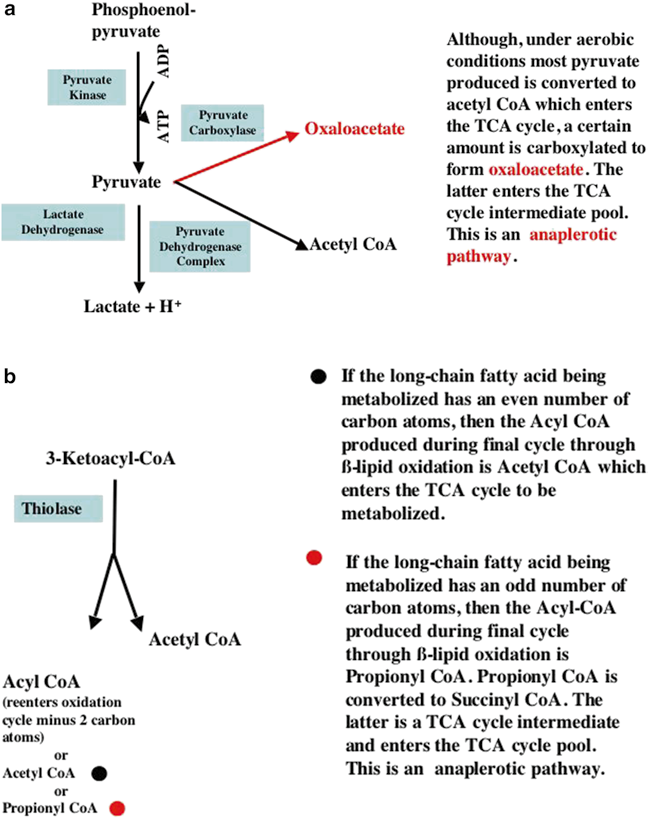 a
Phosphoenol-
pyruvate
ADP
Pyruvate
Kinase
ATP
Pyruvate
Carboxylase
Oxaloacetate
Pyruvate
Lactate
Dehydrogenase
Pyruvate
Dehydrogenase
Complex
Acetyl CoA
Lactate + H⁺
Although, under aerobic
conditions most pyruvate
produced is converted to
acetyl CoA which enters
the TCA cycle, a certain
amount is carboxylated to
form oxaloacetate. The
latter enters the TCA
cycle intermediate pool.
This is an anaplerotic
pathway.
b
3-Ketoacyl-CoA
Thiolase
Acetyl CoA
Acyl CoA
(reenters oxidation
cycle minus 2 carbon
atoms)
or
Acetyl CoA
or
Propionyl CoA
If the long-chain fatty acid being
metabolized has an even number of
carbon atoms, then the Acyl CoA
produced during final cycle through
ß-lipid oxidation is Acetyl CoA which
enters the TCA cycle to be
metabolized.
If the long-chain fatty acid being
metabolized has an odd number of
carbon atoms, then the Acyl-CoA
produced during final cycle
through ß-lipid oxidation is
Propionyl CoA. Propionyl CoA is
converted to Succinyl CoA. The
latter is a TCA cycle intermediate
and enters the TCA cycle pool.
This is an anaplerotic pathway.